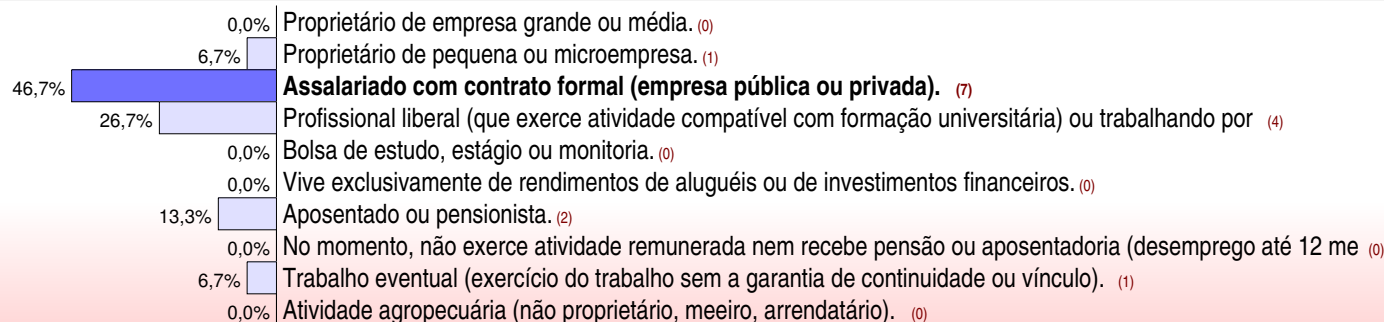 0,0% Proprietário de empresa grande ou média. (0)
6,7% Proprietário de pequena ou microempresa. (1)
46,7% Assalariado com contrato formal (empresa pública ou privada). (7)
26,7% Profissional liberal (que exerce atividade compatível com formação universitária) ou trabalhando por (4)
0,0% Bolsa de estudo, estágio ou monitoria. (0)
0,0% Vive exclusivamente de rendimentos de aluguéis ou de investimentos financeiros. (0)
13,3% Aposentado ou pensionista. (2)
0,0% No momento, não exerce atividade remunerada nem recebe pensão ou aposentadoria (desemprego até 12 me (0)
6,7% Trabalho eventual (exercício do trabalho sem a garantia de continuidade ou vínculo). (1)
0,0% Atividade agropecuária (não proprietário, meeiro, arrendatário). (0)